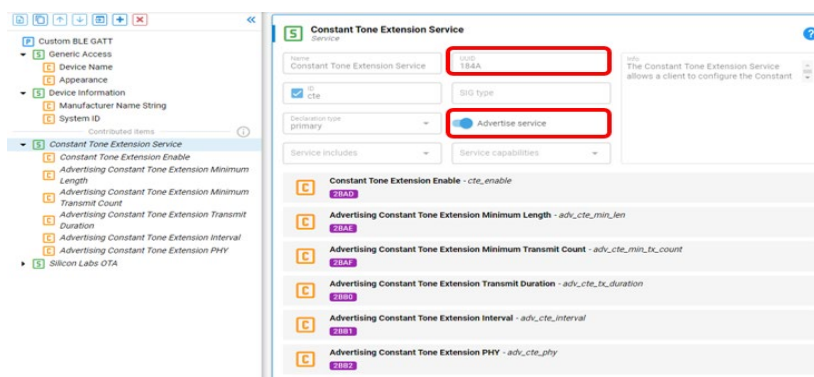 Custom BLE GATT
Generic Access
Device Name
Appearance
Device Information
Manufacturer Name String
System ID
Contributed items
Constant Tone Extension Service
Constant Tone Extension Enable
Advertising Constant Tone Extension Minimum
Length
Advertising Constant Tone Extension Minimum
Transmit Count
Advertising Constant Tone Extension Transmit
Duration
Advertising Constant Tone Extension Interval
Advertising Constant Tone Extension PHY
Silicon Labs OTA
Constant Tone Extension Service
Service
Name
Constant Tone Extension Service
UUID
184A
Info
The Constant Tone Extension Service
allows a client to configure the Constant
ID
cte
SIG type
Declaration type
primary
Advertise service
Service includes
Service capabilities
Constant Tone Extension Enable - cte_enable
2BAD
Advertising Constant Tone Extension Minimum Length - adv_cte_min_len
2BAE
Advertising Constant Tone Extension Minimum Transmit Count - adv_cte_min_tx_count
2BAF
Advertising Constant Tone Extension Transmit Duration - adv_cte_tx_duration
2BB0
Advertising Constant Tone Extension Interval - adv_cte_interval
2BB1
Advertising Constant Tone Extension PHY - adv_cte_phy
2BB2